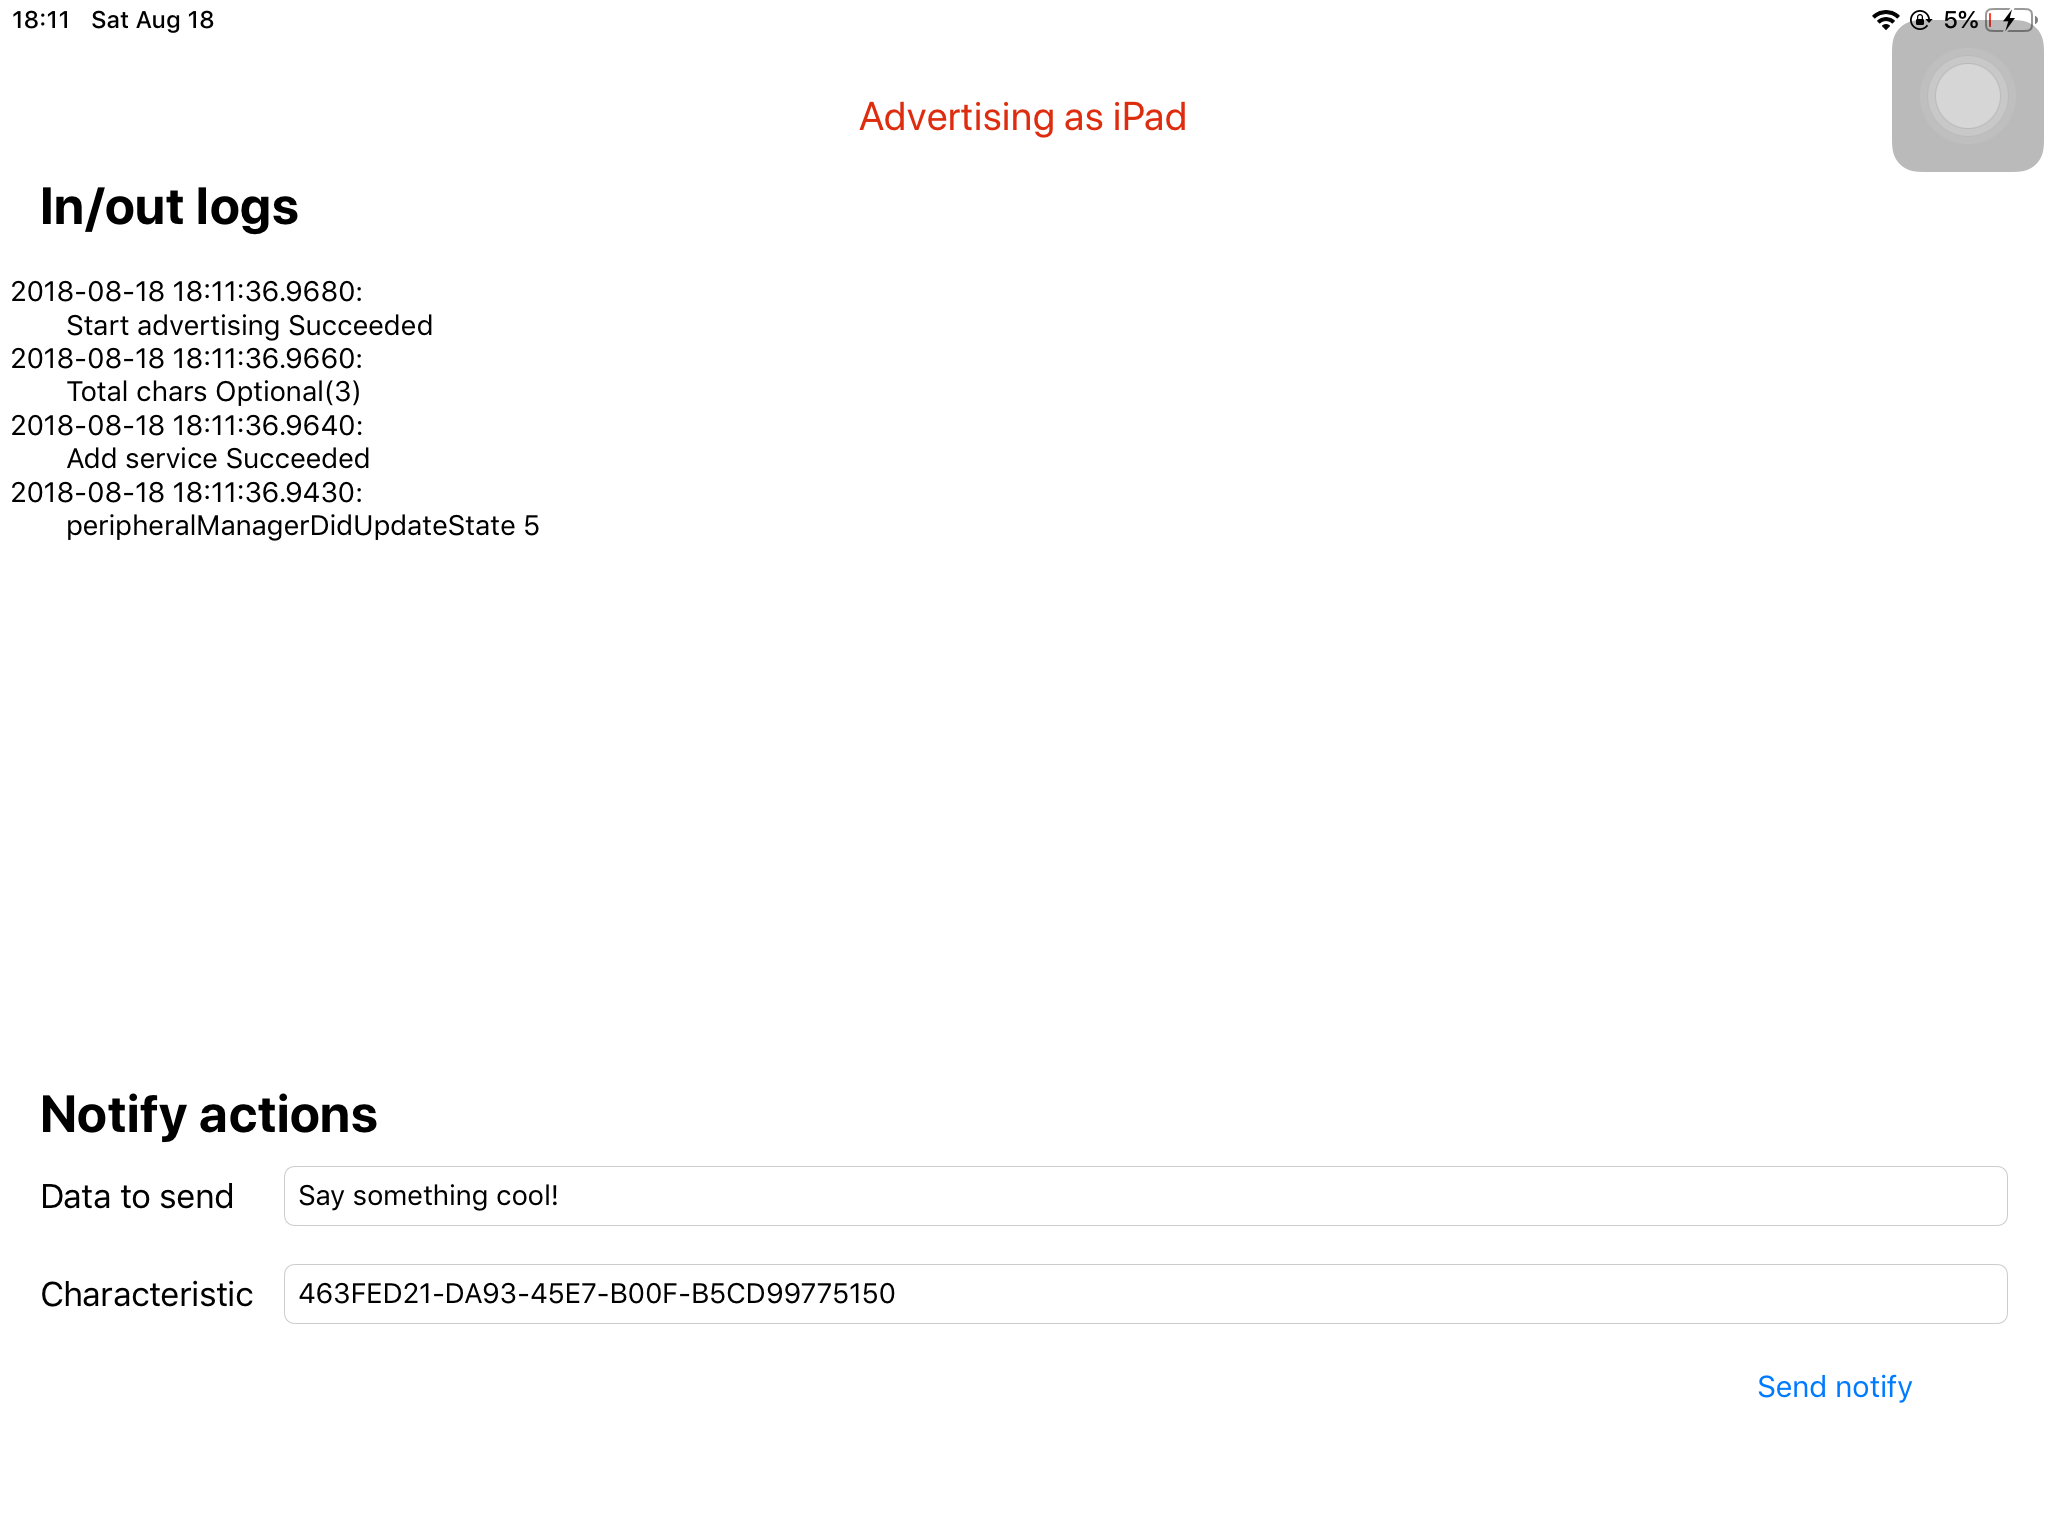 18:11 Sat Aug 18 5%
Advertising as iPad
In/out logs
2018-08-18 18:11:36.9680:
Start advertising Succeeded
2018-08-18 18:11:36.9660:
Total chars Optional(3)
2018-08-18 18:11:36.9640:
Add service Succeeded
2018-08-18 18:11:36.9430:
peripheralManagerDidUpdateState 5
Notify actions
Data to send Say something cool!
Characteristic 463FED21-DA93-45E7-B00F-B5CD99775150
Send notify